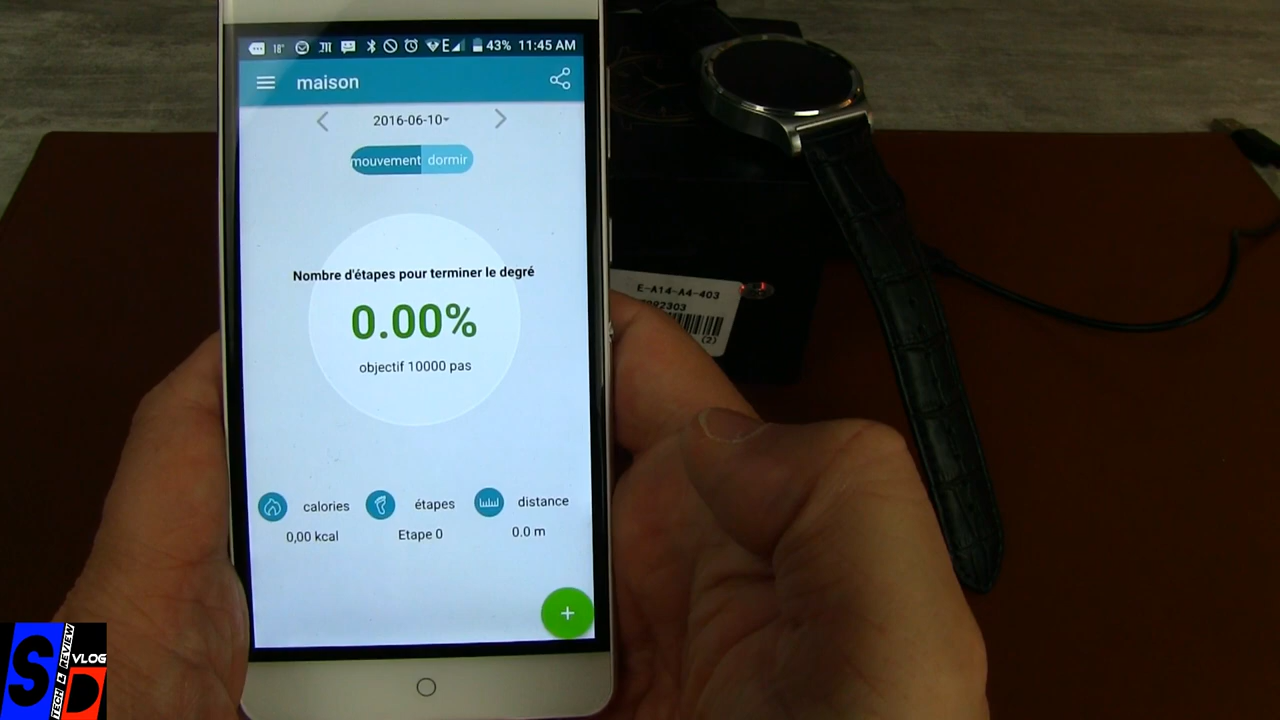 18° E 43% 11:45 AM
maison
2016-06-10
mouvement dormir
Nombre d'étapes pour terminer le degré
0.00%
objectif 10000 pas
calories étapes distance
0,00 kcal Etape 0 0.0 m
+
E-A14-A4-403
92303
(2)
SD
TECH & REVIEW
VLOG